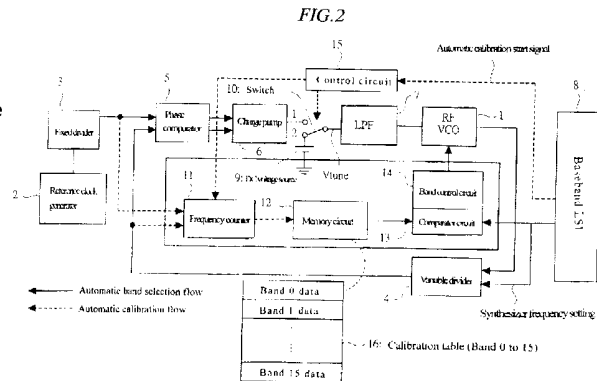 FIG.2
15
Automatic calibration start signal
10: Switch
Control circuit
8
3
5
7
Fixed divider
Phase comparator
Charge pump
1
2
LPF
RF VCO
1
Baseband LSI
6
Vtune
9: DC voltage source
14
Band control circuit
2
Reference clock generator
11
12
Frequency counter
Memory circuit
Comparator circuit
13
Automatic band selection flow
Automatic calibration flow
4
Variable divider
Synthesizer frequency setting
Band 0 data
Band 1 data
16: Calibration table (Band 0 to 15)
Band 15 data